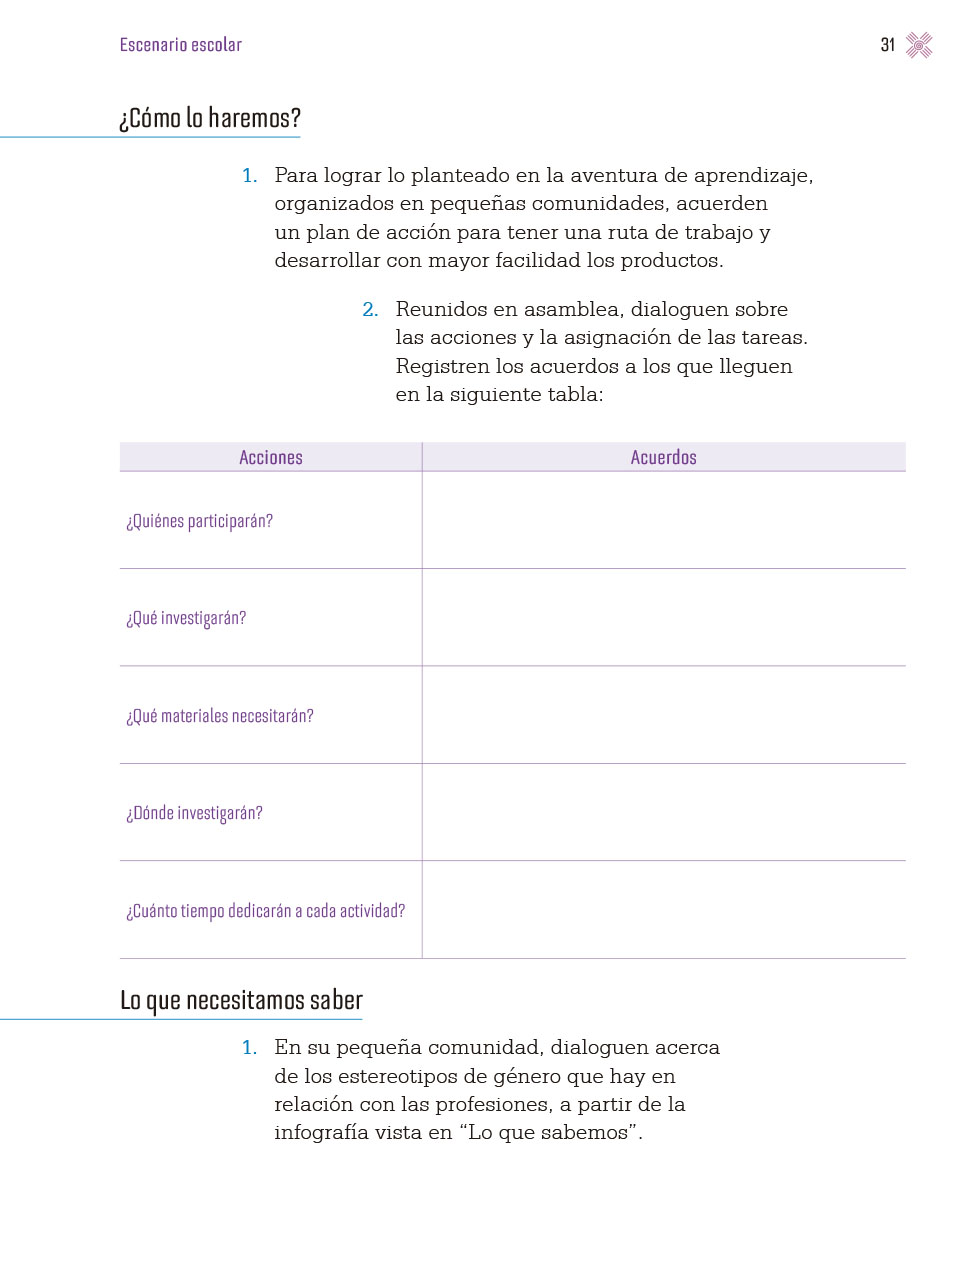 Escenario escolar
31
¿Cómo lo haremos?
1. Para lograr lo planteado en la aventura de aprendizaje,
organizados en pequeñas comunidades, acuerden
un plan de acción para tener una ruta de trabajo y
desarrollar con mayor facilidad los productos.
2. Reunidos en asamblea, dialoguen sobre
las acciones y la asignación de las tareas.
Registren los acuerdos a los que lleguen
en la siguiente tabla:
Acciones
Acuerdos
¿Quiénes participarán?
¿Qué investigarán?
¿Qué materiales necesitarán?
¿Dónde investigarán?
¿Cuánto tiempo dedicarán a cada actividad?
Lo que necesitamos saber
1. En su pequeña comunidad, dialoguen acerca
de los estereotipos de género que hay en
relación con las profesiones, a partir de la
infografía vista en “Lo que sabemos”.